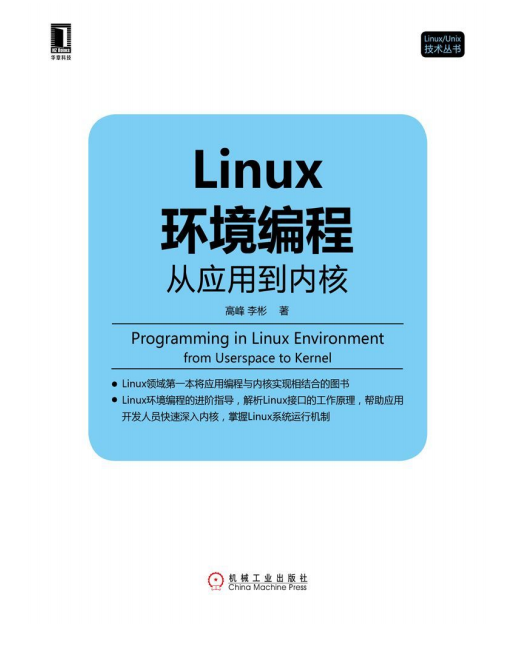 华章科技
Linux/Unix
技术丛书
Linux
环境编程
从应用到内核
高峰 李彬 著
Programming in Linux Environment
from Userspace to Kernel
● Linux领域第一本将应用编程与内核实现相结合的图书
● Linux环境编程的进阶指导，解析Linux接口的工作原理，帮助应用
开发人员快速深入内核，掌握Linux系统运行机制
机械工业出版社
China Machine Press